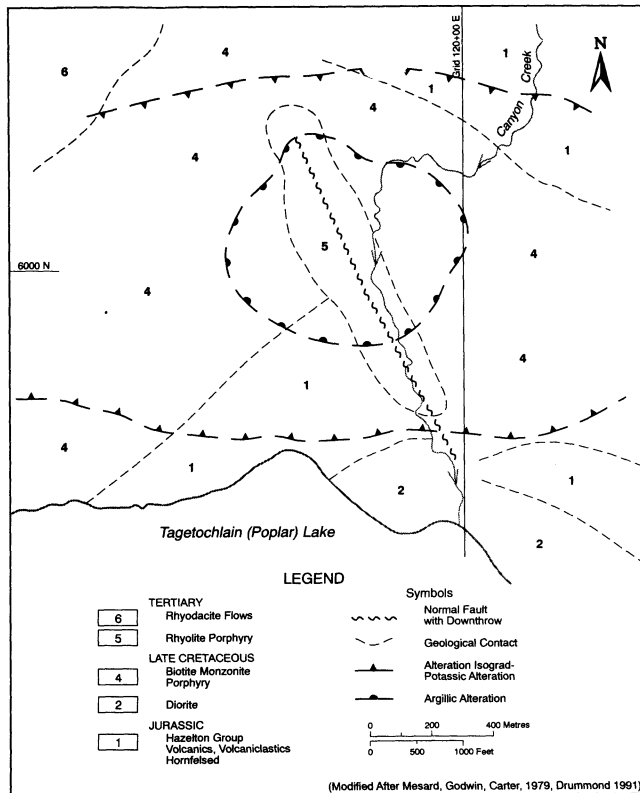 6
4
1
N
Grid 120+00 E
Canyon Creek
1
4
1
4
5
6000 N
4
4
4
1
4
1
2
1
2
Tagetochlain (Poplar) Lake
LEGEND
TERTIARY
6 Rhyodacite Flows
5 Rhyolite Porphyry
LATE CRETACEOUS
4 Biotite Monzonite
Porphyry
2 Diorite
JURASSIC
1 Hazelton Group
Volcanics, Volcaniclastics
Hornfelsed
Symbols
Normal Fault
with Downthrow
Geological Contact
Alteration Isograd-
Potassic Alteration
Argillic Alteration
0 200 400 Metres
0 500 1000 Feet
(Modified After Mesard, Godwin, Carter, 1979, Drummond 1991)